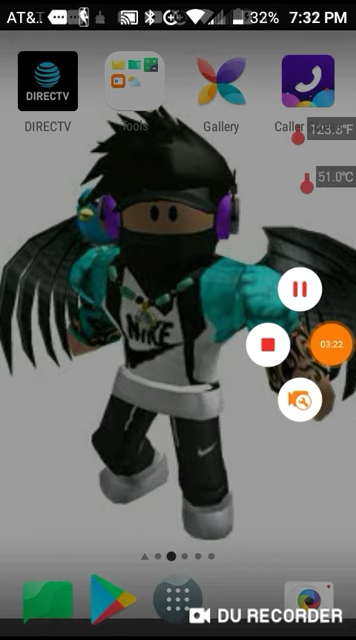 AT&T 32% 7:32 PM
DIRECTV
DIRECTV Tools Gallery Caller
123.8°F
51.0°C
NIKE
03:22
DU RECORDER